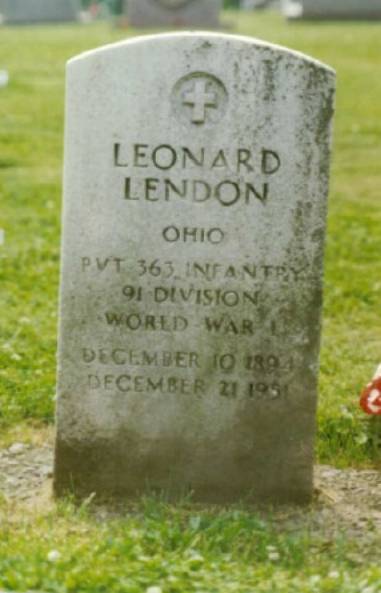 LEONARD
LENDON
OHIO
PVT 363 INFANTRY
91 DIVISION
WORLD WAR I
DECEMBER 10 1894
DECEMBER 21 1951